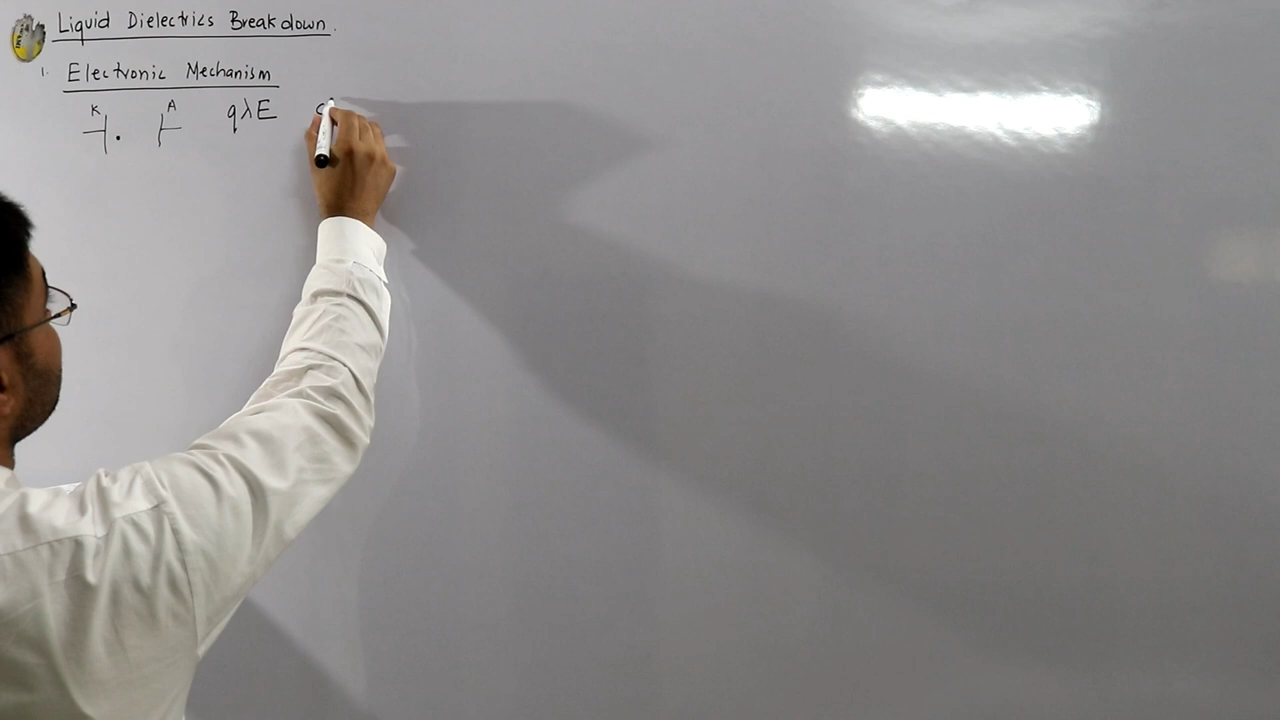 Liquid Dielectrics Breakdown.
1. Electronic Mechanism
K A qλE